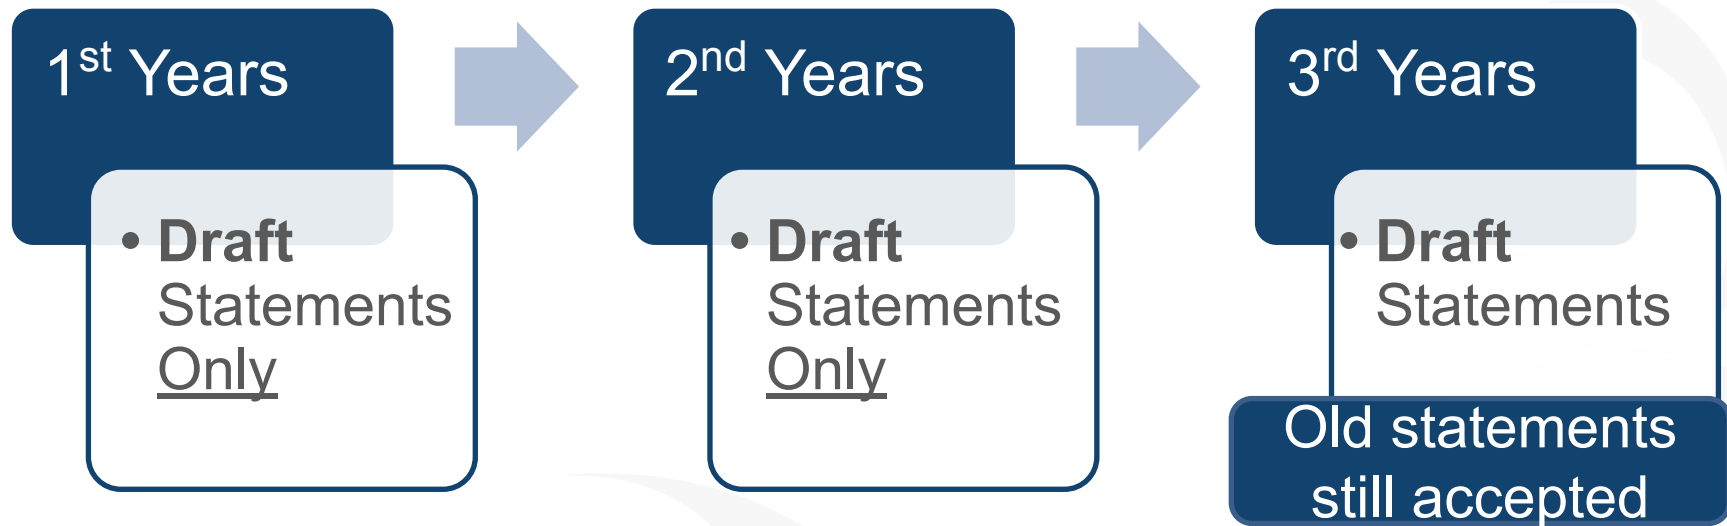 1st Years
• Draft
Statements
Only
2nd Years
• Draft
Statements
Only
3rd Years
• Draft
Statements
Old statements
still accepted